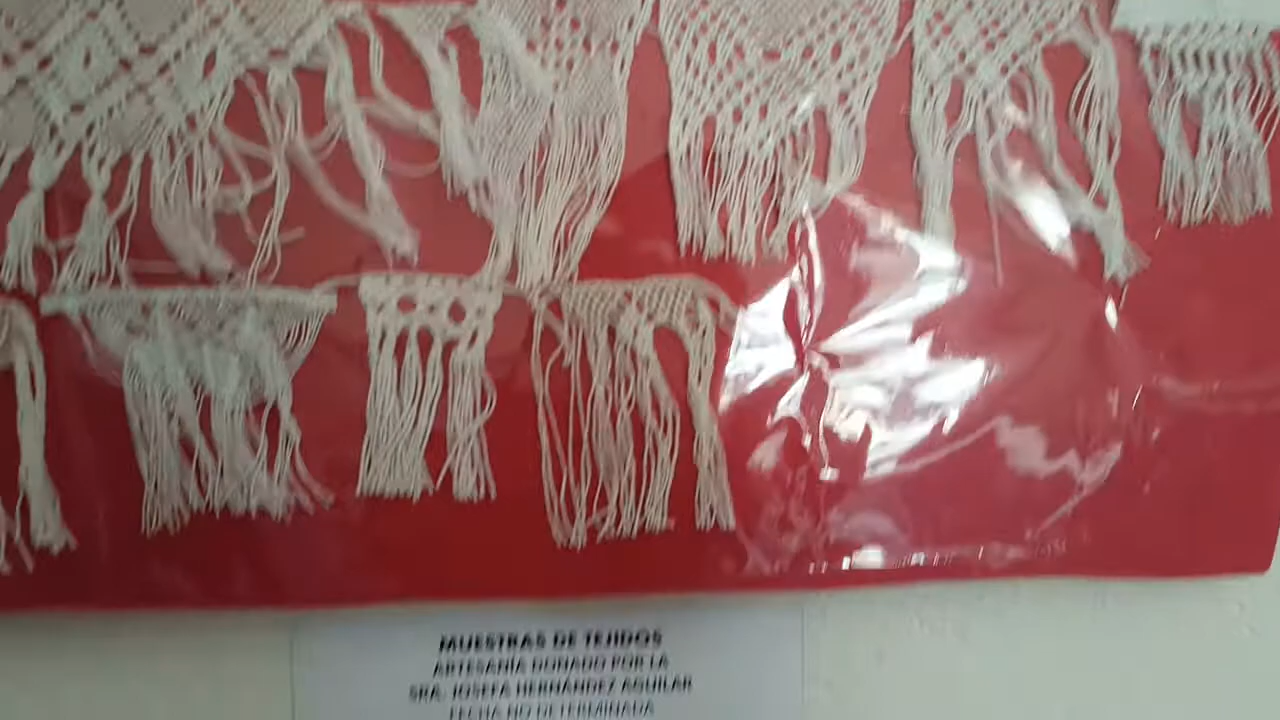 MUESTRAS DE TEJIDOS
ARTESANÍA DONADO POR LA
SRA. JOSEFA HERNÁNDEZ AGUILAR
FECHA NO DETERMINADA